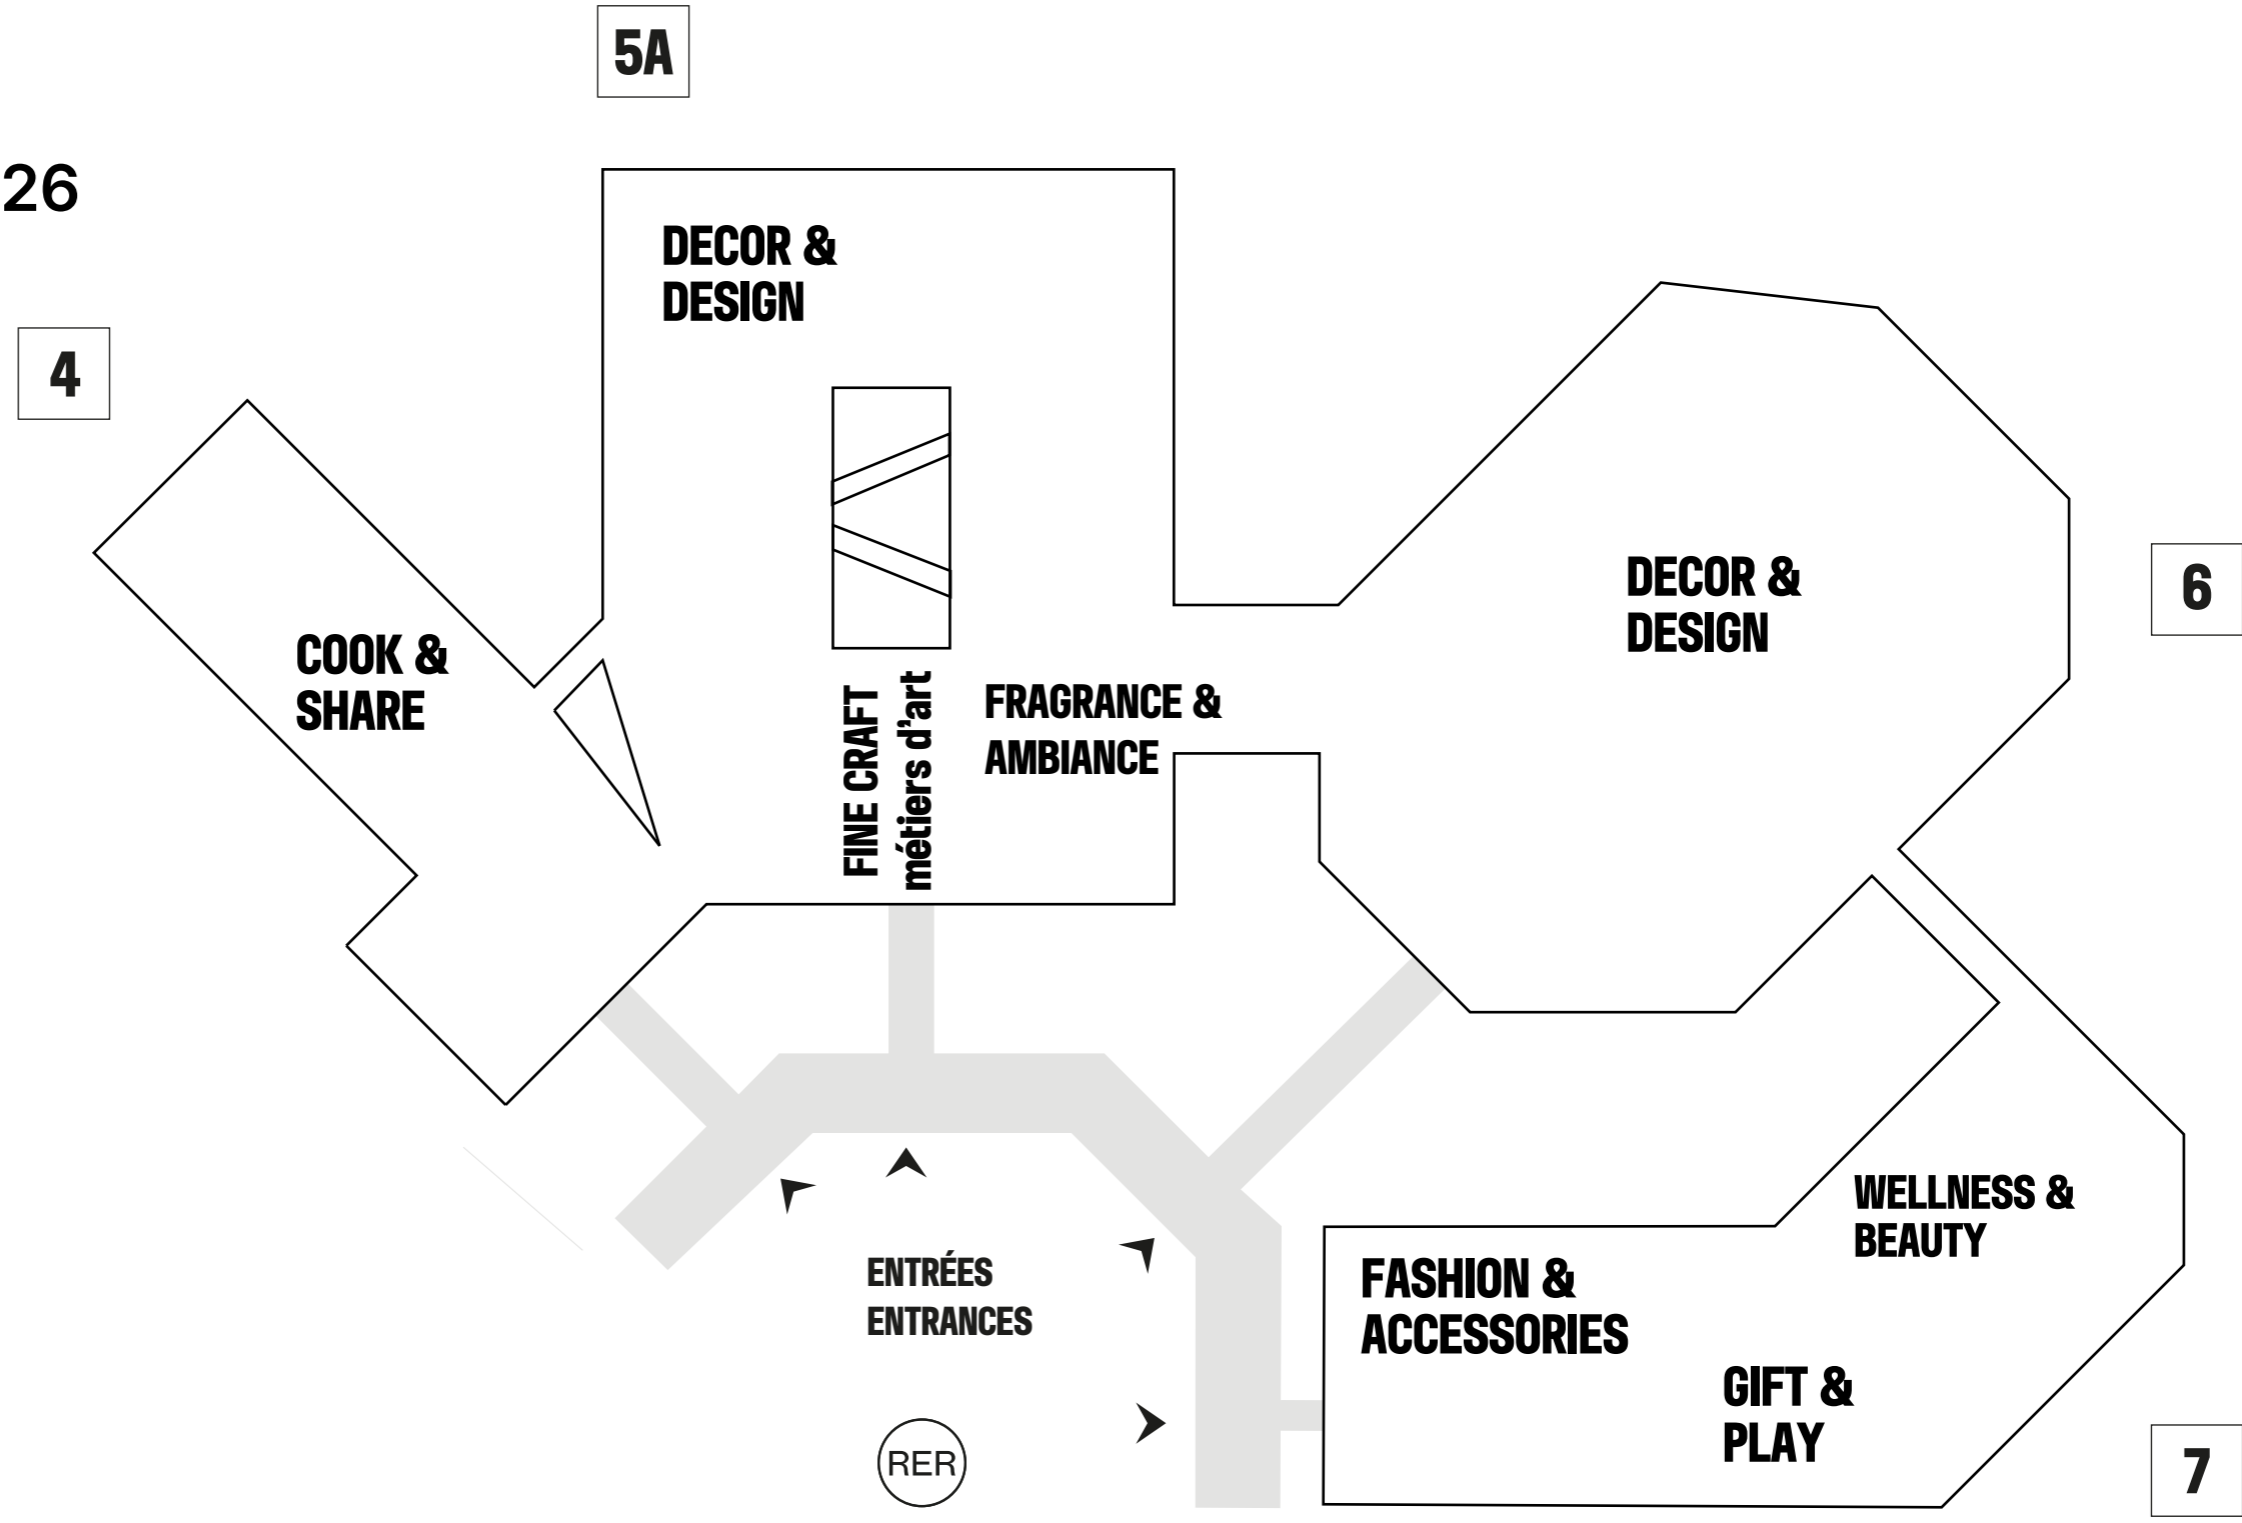 5A
26
DECOR &
DESIGN
4
DECOR &
DESIGN
6
COOK &
SHARE
FINE CRAFT
métiers d'art
FRAGRANCE &
AMBIANCE
WELLNESS &
BEAUTY
ENTRÉES
ENTRANCES
FASHION &
ACCESSORIES
GIFT &
PLAY
RER
7